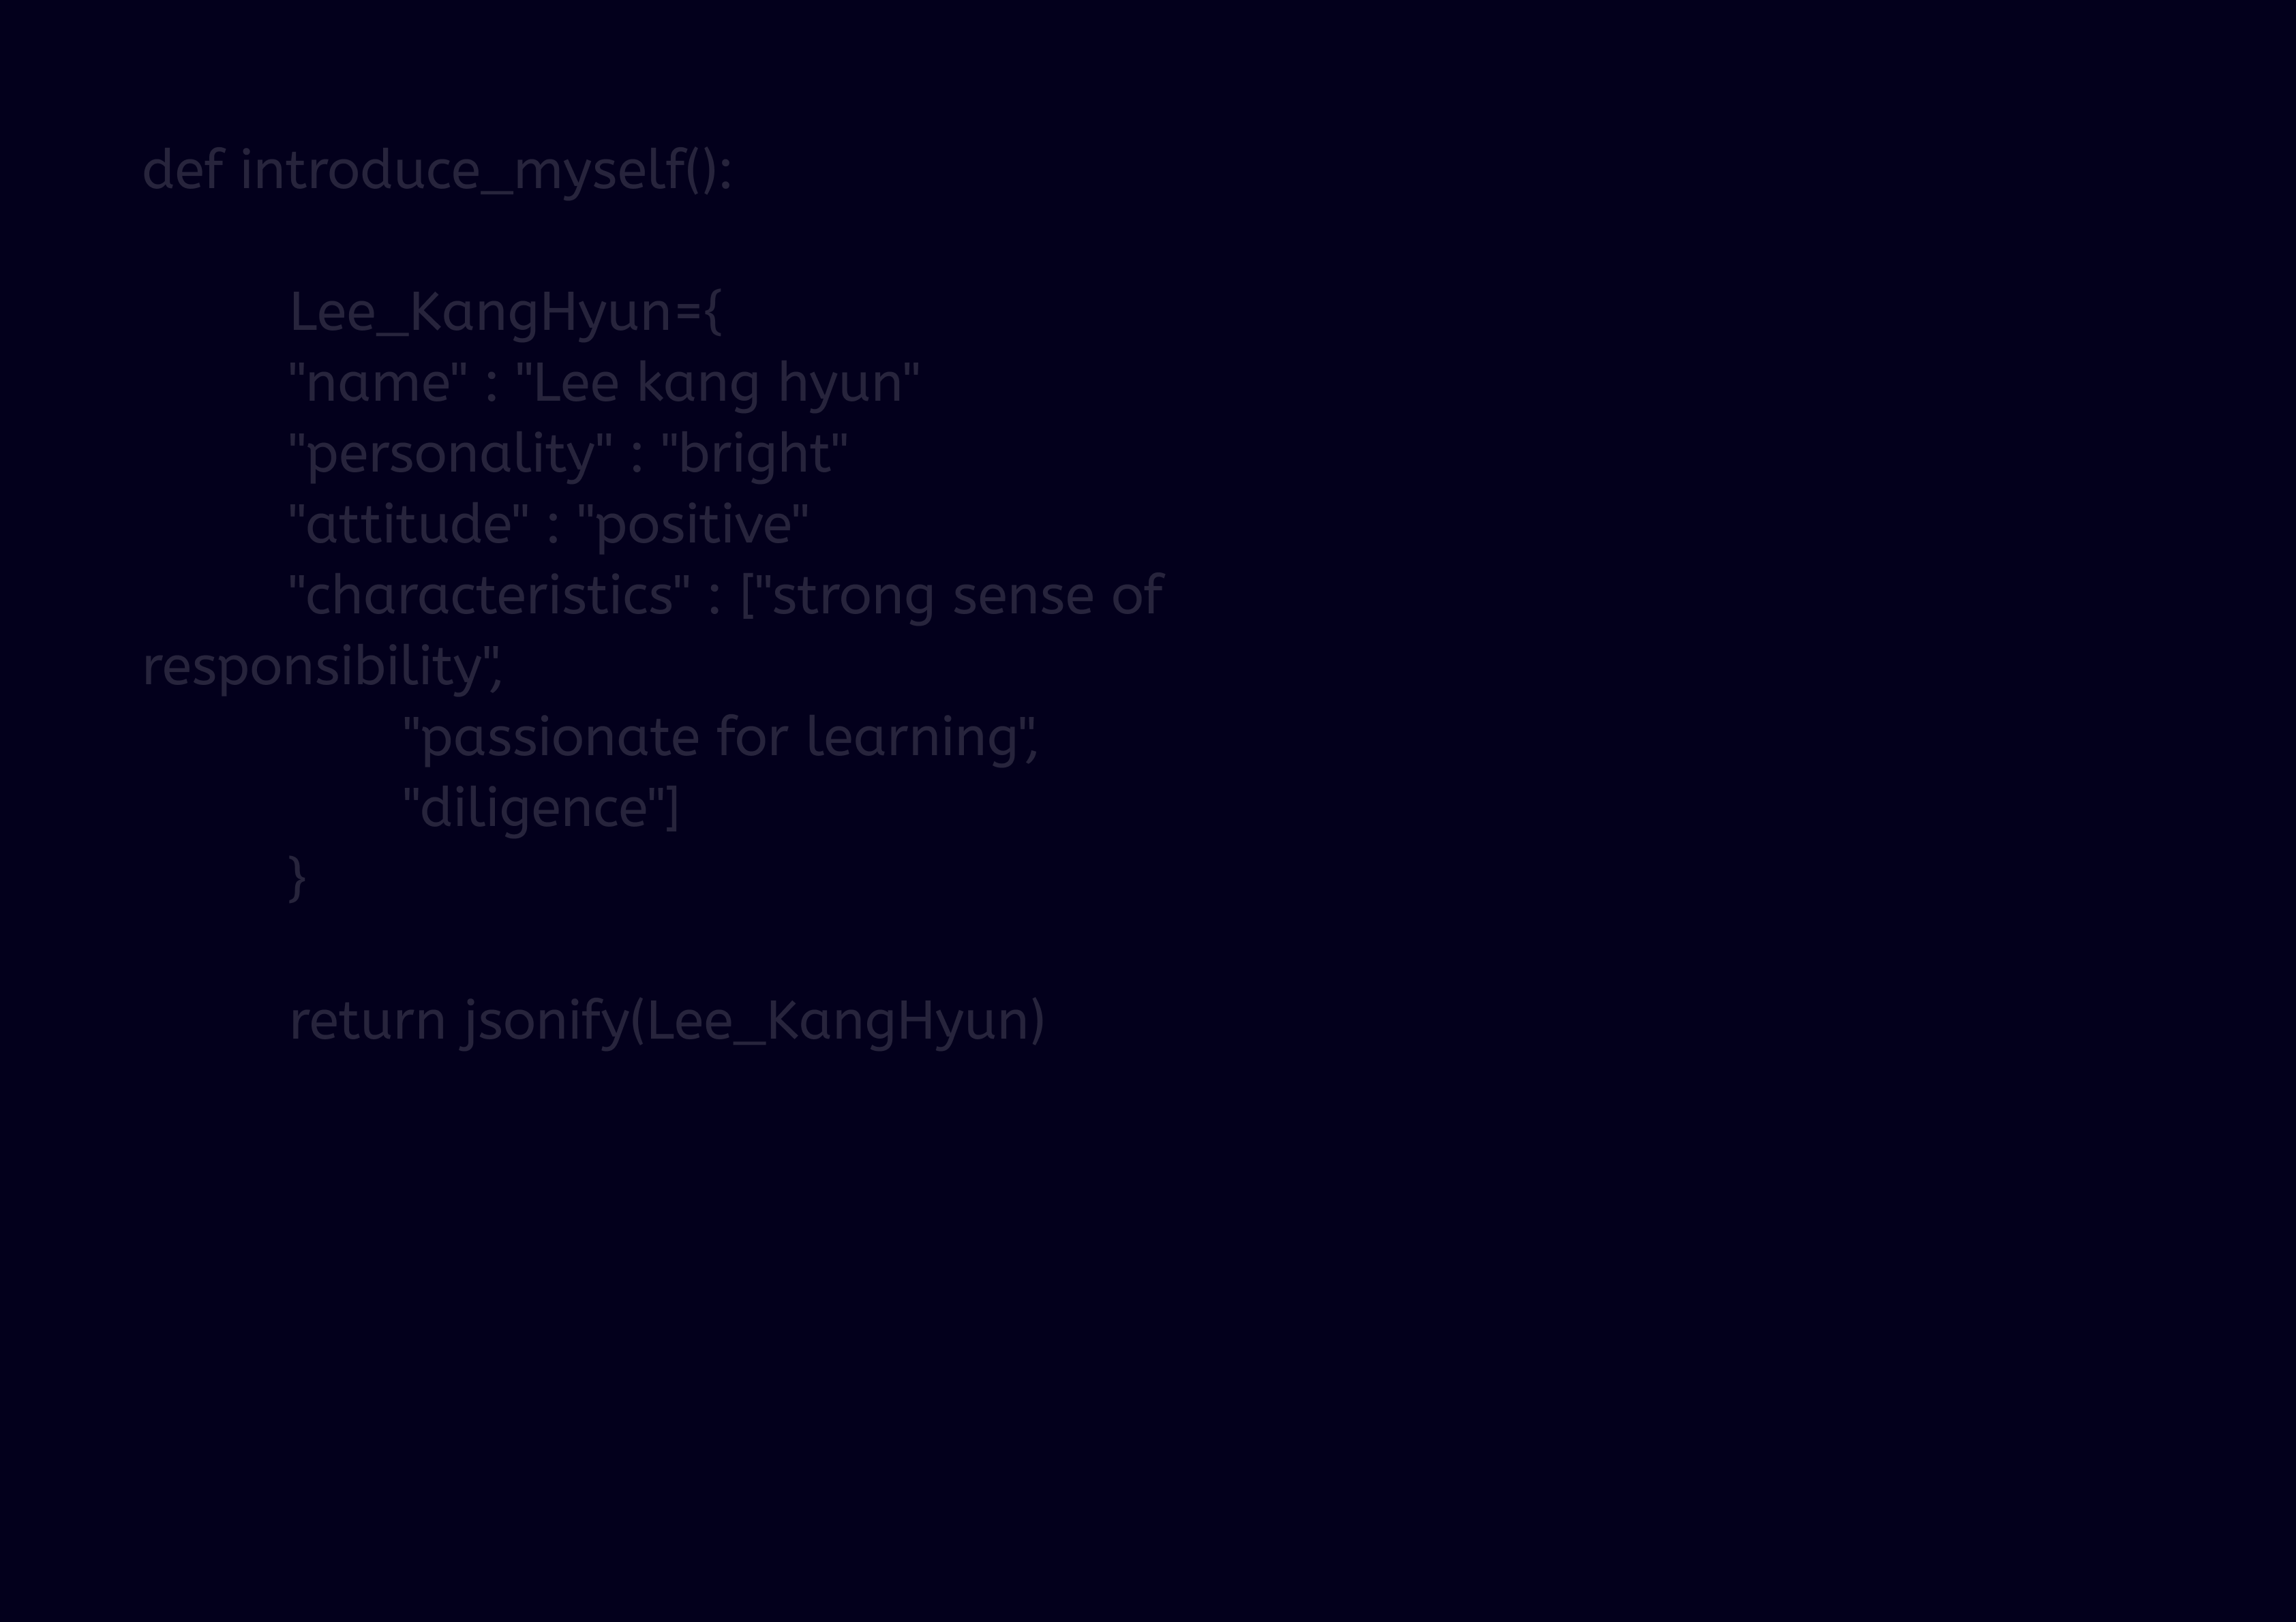 def introduce_myself():
Lee_KangHyun={
"name" : "Lee kang hyun"
"personality" : "bright"
"attitude" : "positive"
"characteristics" : ["strong sense of
responsibility",
"passionate for learning",
"diligence"]
}
return jsonify(Lee_KangHyun)